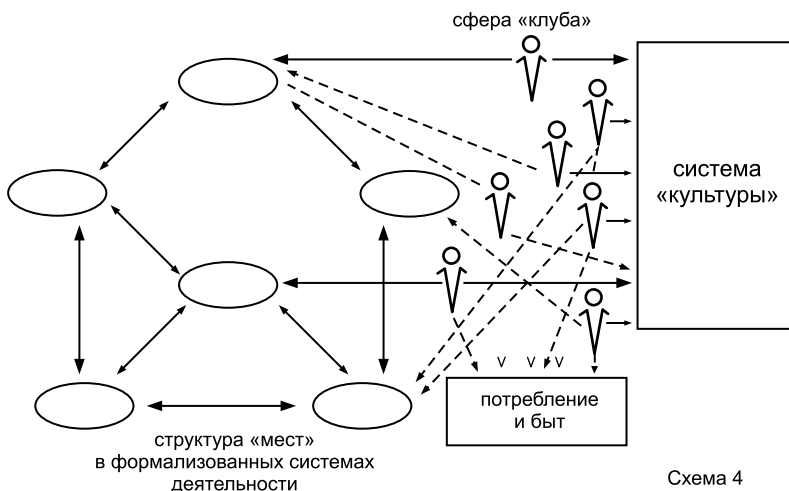 сфера «клуба»
система
«культуры»
потребление
и быт
структура «мест»
в формализованных системах
деятельности
Схема 4